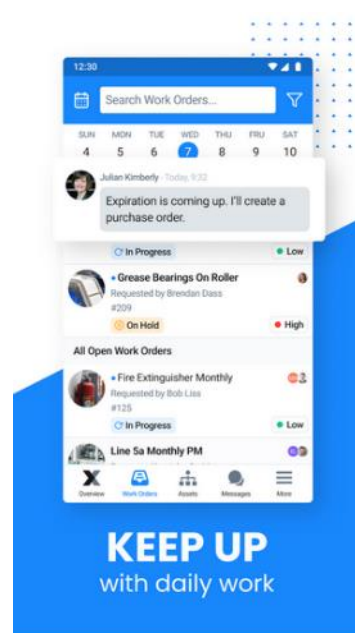 12:30
Search Work Orders...
SUN MON TUE WED THU FRU SAT
4 5 6 7 8 9 10
Julian Kimberly · Today, 9:32
Expiration is coming up. I'll create a
purchase order.
In Progress Low
Grease Bearings On Roller
Requested by Brendan Dass
#209
On Hold High
All Open Work Orders
Fire Extinguisher Monthly
Requested by Bob Liss
#125
In Progress Low
Line 5a Monthly PM
Overview Work Orders Assets Messages More
KEEP UP
with daily work